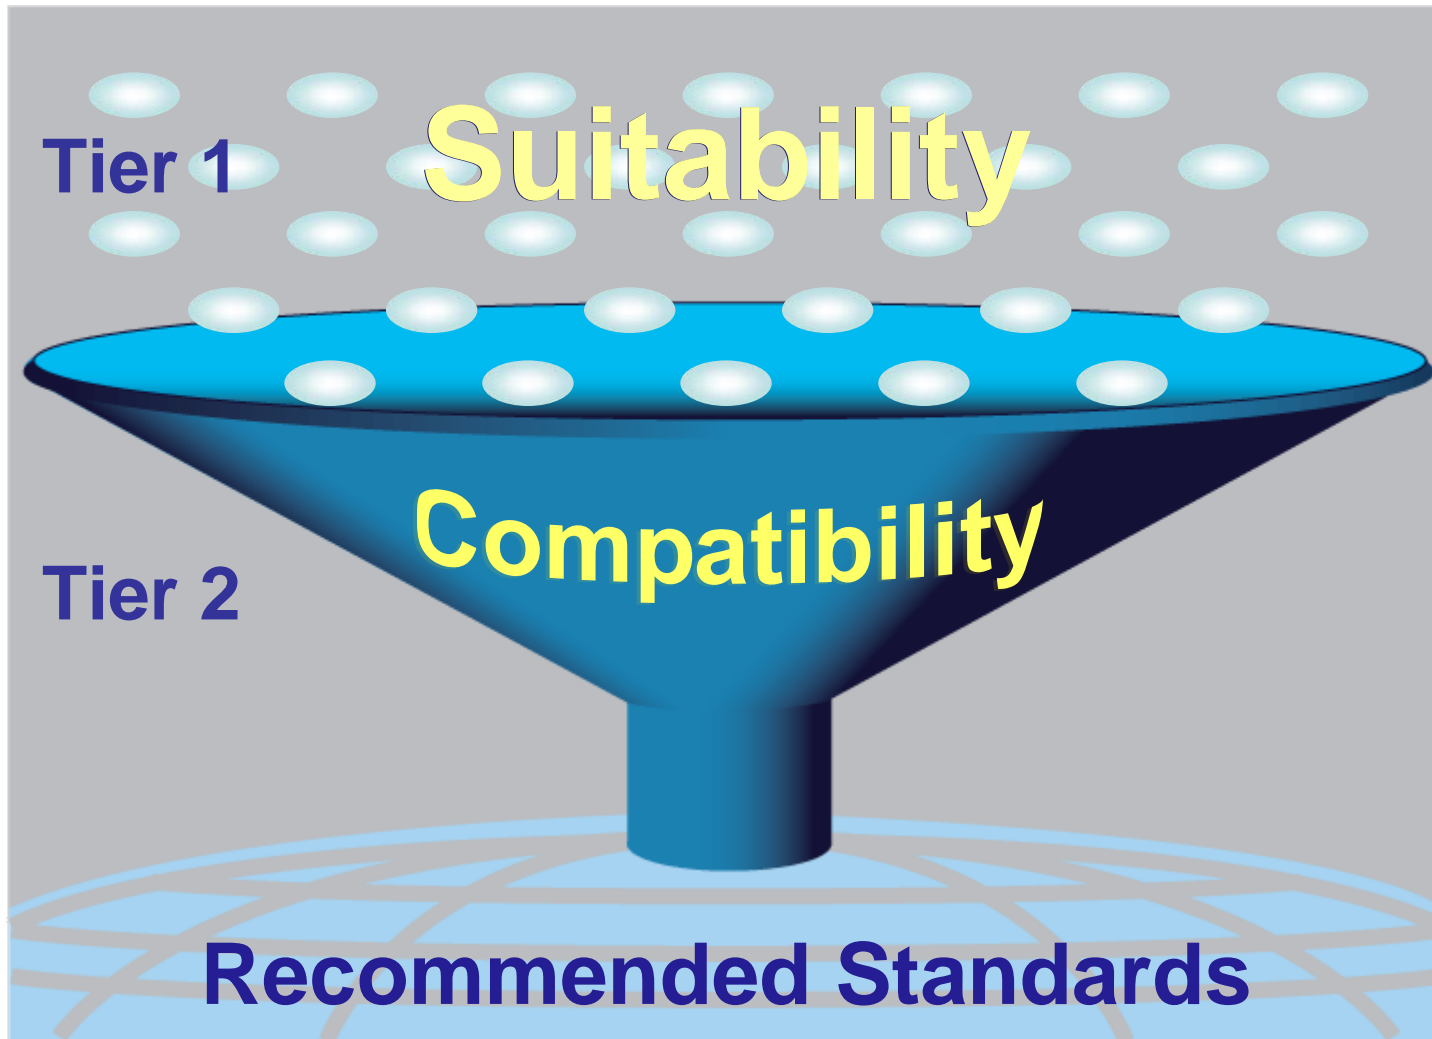 Suitability
Tier 1
Compatibility
Tier 2
Recommended Standards